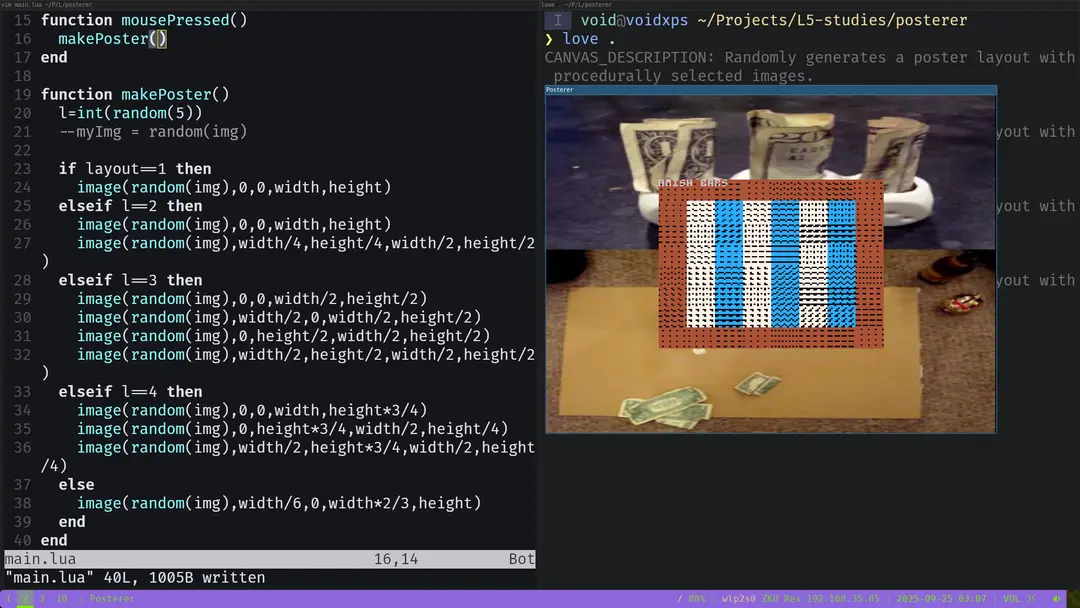 vim main.lua ~/P/L/posterer
15 function mousePressed()
16   makePoster()
17 end
18
19 function makePoster()
20   l=int(random(5))
21   --myImg = random(img)
22
23   if layout==1 then
24     image(random(img),0,0,width,height)
25   elseif l==2 then
26     image(random(img),0,0,width,height)
27     image(random(img),width/4,height/4,width/2,height/2
)
28   elseif l==3 then
29     image(random(img),0,0,width/2,height/2)
30     image(random(img),width/2,0,width/2,height/2)
31     image(random(img),0,height/2,width/2,height/2)
32     image(random(img),width/2,height/2,width/2,height/2
)
33   elseif l==4 then
34     image(random(img),0,0,width,height*3/4)
35     image(random(img),0,height*3/4,width/2,height/4)
36     image(random(img),width/2,height*3/4,width/2,height
/4)
37   else
38     image(random(img),width/6,0,width*2/3,height)
39   end
40 end
main.lua 16,14 Bot
"main.lua" 40L, 1005B written
love . ~/P/L/posterer
I void@voidxps ~/Projects/L5-studies/posterer
❯ love .
CANVAS_DESCRIPTION: Randomly generates a poster layout with
procedurally selected images.
Posterer
yout with
AMISH BARS
yout with
yout with
1 2 3 10 | Posterer
/ 88% | wlp2s0 ZKU Res 192.168.35.85 | 2025-09-25 03:07 | VOL